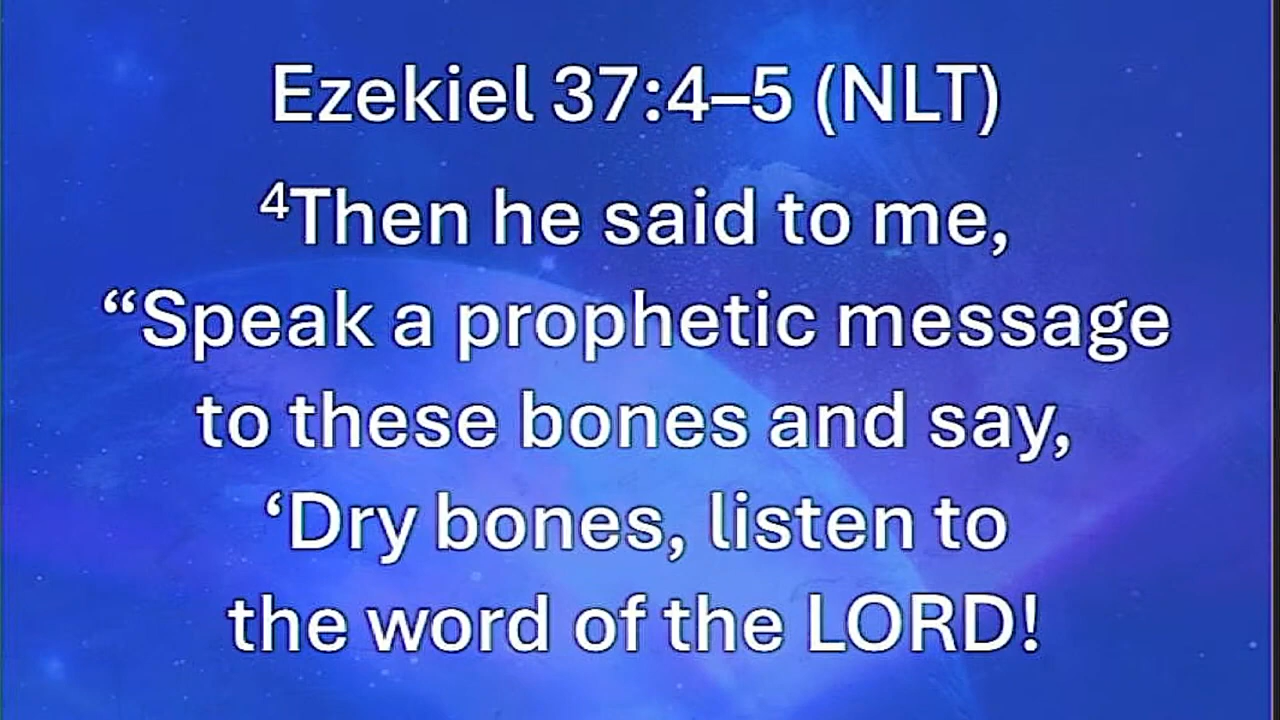 Ezekiel 37:4–5 (NLT)
⁴Then he said to me,
“Speak a prophetic message
to these bones and say,
‘Dry bones, listen to
the word of the LORD!